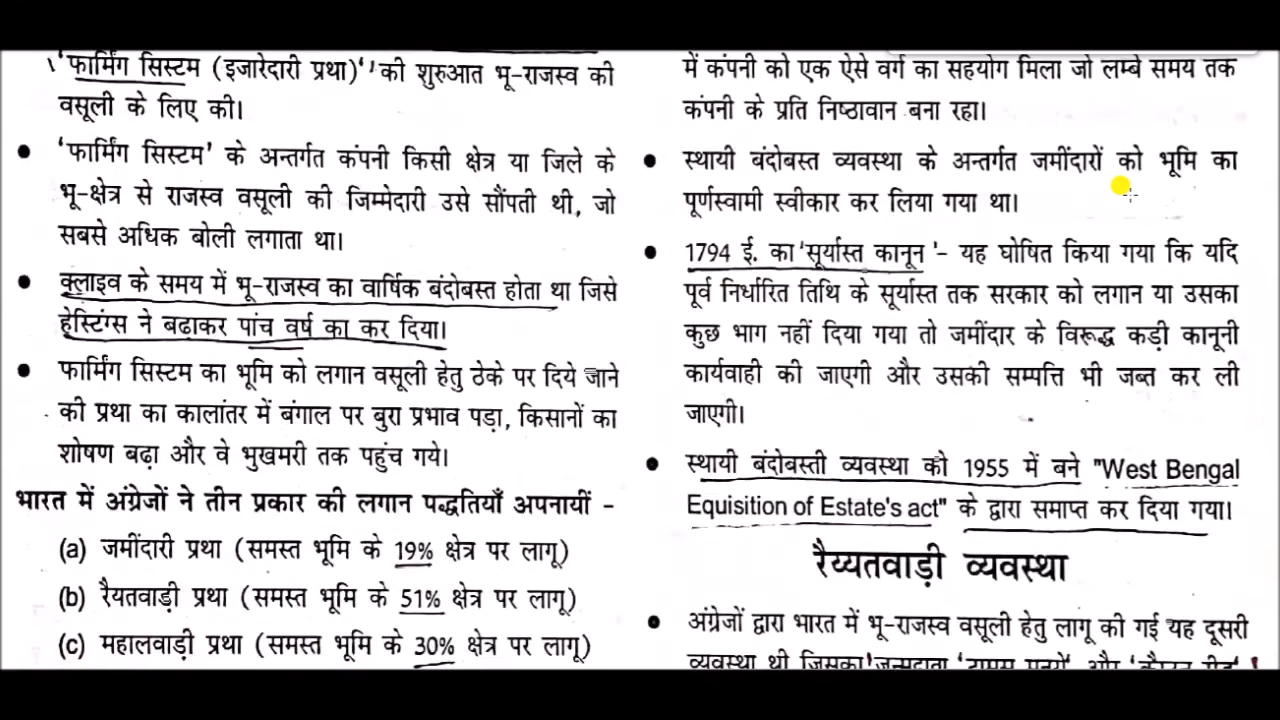 'फार्मिंग सिस्टम (इजारेदारी प्रथा)' की शुरुआत भू-राजस्व की
वसूली के लिए की।
'फार्मिंग सिस्टम' के अन्तर्गत कंपनी किसी क्षेत्र या जिले के
भू-क्षेत्र से राजस्व वसूली की जिम्मेदारी उसे सौंपती थी, जो
सबसे अधिक बोली लगाता था।
क्लाइव के समय में भू-राजस्व का वार्षिक बंदोबस्त होता था जिसे
हेस्टिंग्स ने बढ़ाकर पांच वर्ष का कर दिया।
फार्मिंग सिस्टम का भूमि को लगान वसूली हेतु ठेके पर दिये जाने
की प्रथा का कालांतर में बंगाल पर बुरा प्रभाव पड़ा, किसानों का
शोषण बढ़ा और वे भुखमरी तक पहुंच गये।
भारत में अंग्रेजों ने तीन प्रकार की लगान पद्धतियाँ अपनायीं -
(a) जमींदारी प्रथा (समस्त भूमि के 19% क्षेत्र पर लागू)
(b) रैयतवाड़ी प्रथा (समस्त भूमि के 51% क्षेत्र पर लागू)
(c) महालवाड़ी प्रथा (समस्त भूमि के 30% क्षेत्र पर लागू)
में कंपनी को एक ऐसे वर्ग का सहयोग मिला जो लम्बे समय तक
कंपनी के प्रति निष्ठावान बना रहा।
स्थायी बंदोबस्त व्यवस्था के अन्तर्गत जमींदारों को भूमि का
पूर्णस्वामी स्वीकार कर लिया गया था।
1794 ई. का 'सूर्यास्त कानून '- यह घोषित किया गया कि यदि
पूर्व निर्धारित तिथि के सूर्यास्त तक सरकार को लगान या उसका
कुछ भाग नहीं दिया गया तो जमींदार के विरूद्ध कड़ी कानूनी
कार्यवाही की जाएगी और उसकी सम्पत्ति भी जब्त कर ली
जाएगी।
स्थायी बंदोबस्ती व्यवस्था को 1955 में बने "West Bengal
Equisition of Estate's act" के द्वारा समाप्त कर दिया गया।
रैय्यतवाड़ी व्यवस्था
अंग्रेजों द्वारा भारत में भू-राजस्व वसूली हेतु लागू की गई यह दूसरी
व्यवस्था थी जिसका जन्मदाता और